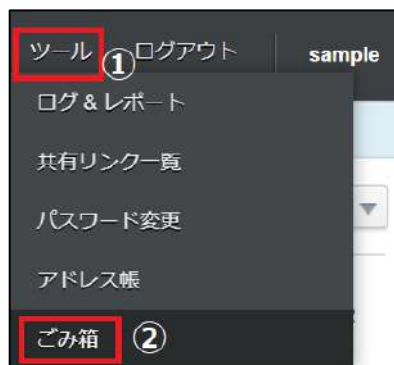 ツール ① ログアウト sample
ログ＆レポート
共有リンク一覧
パスワード変更
アドレス帳
ごみ箱 ②